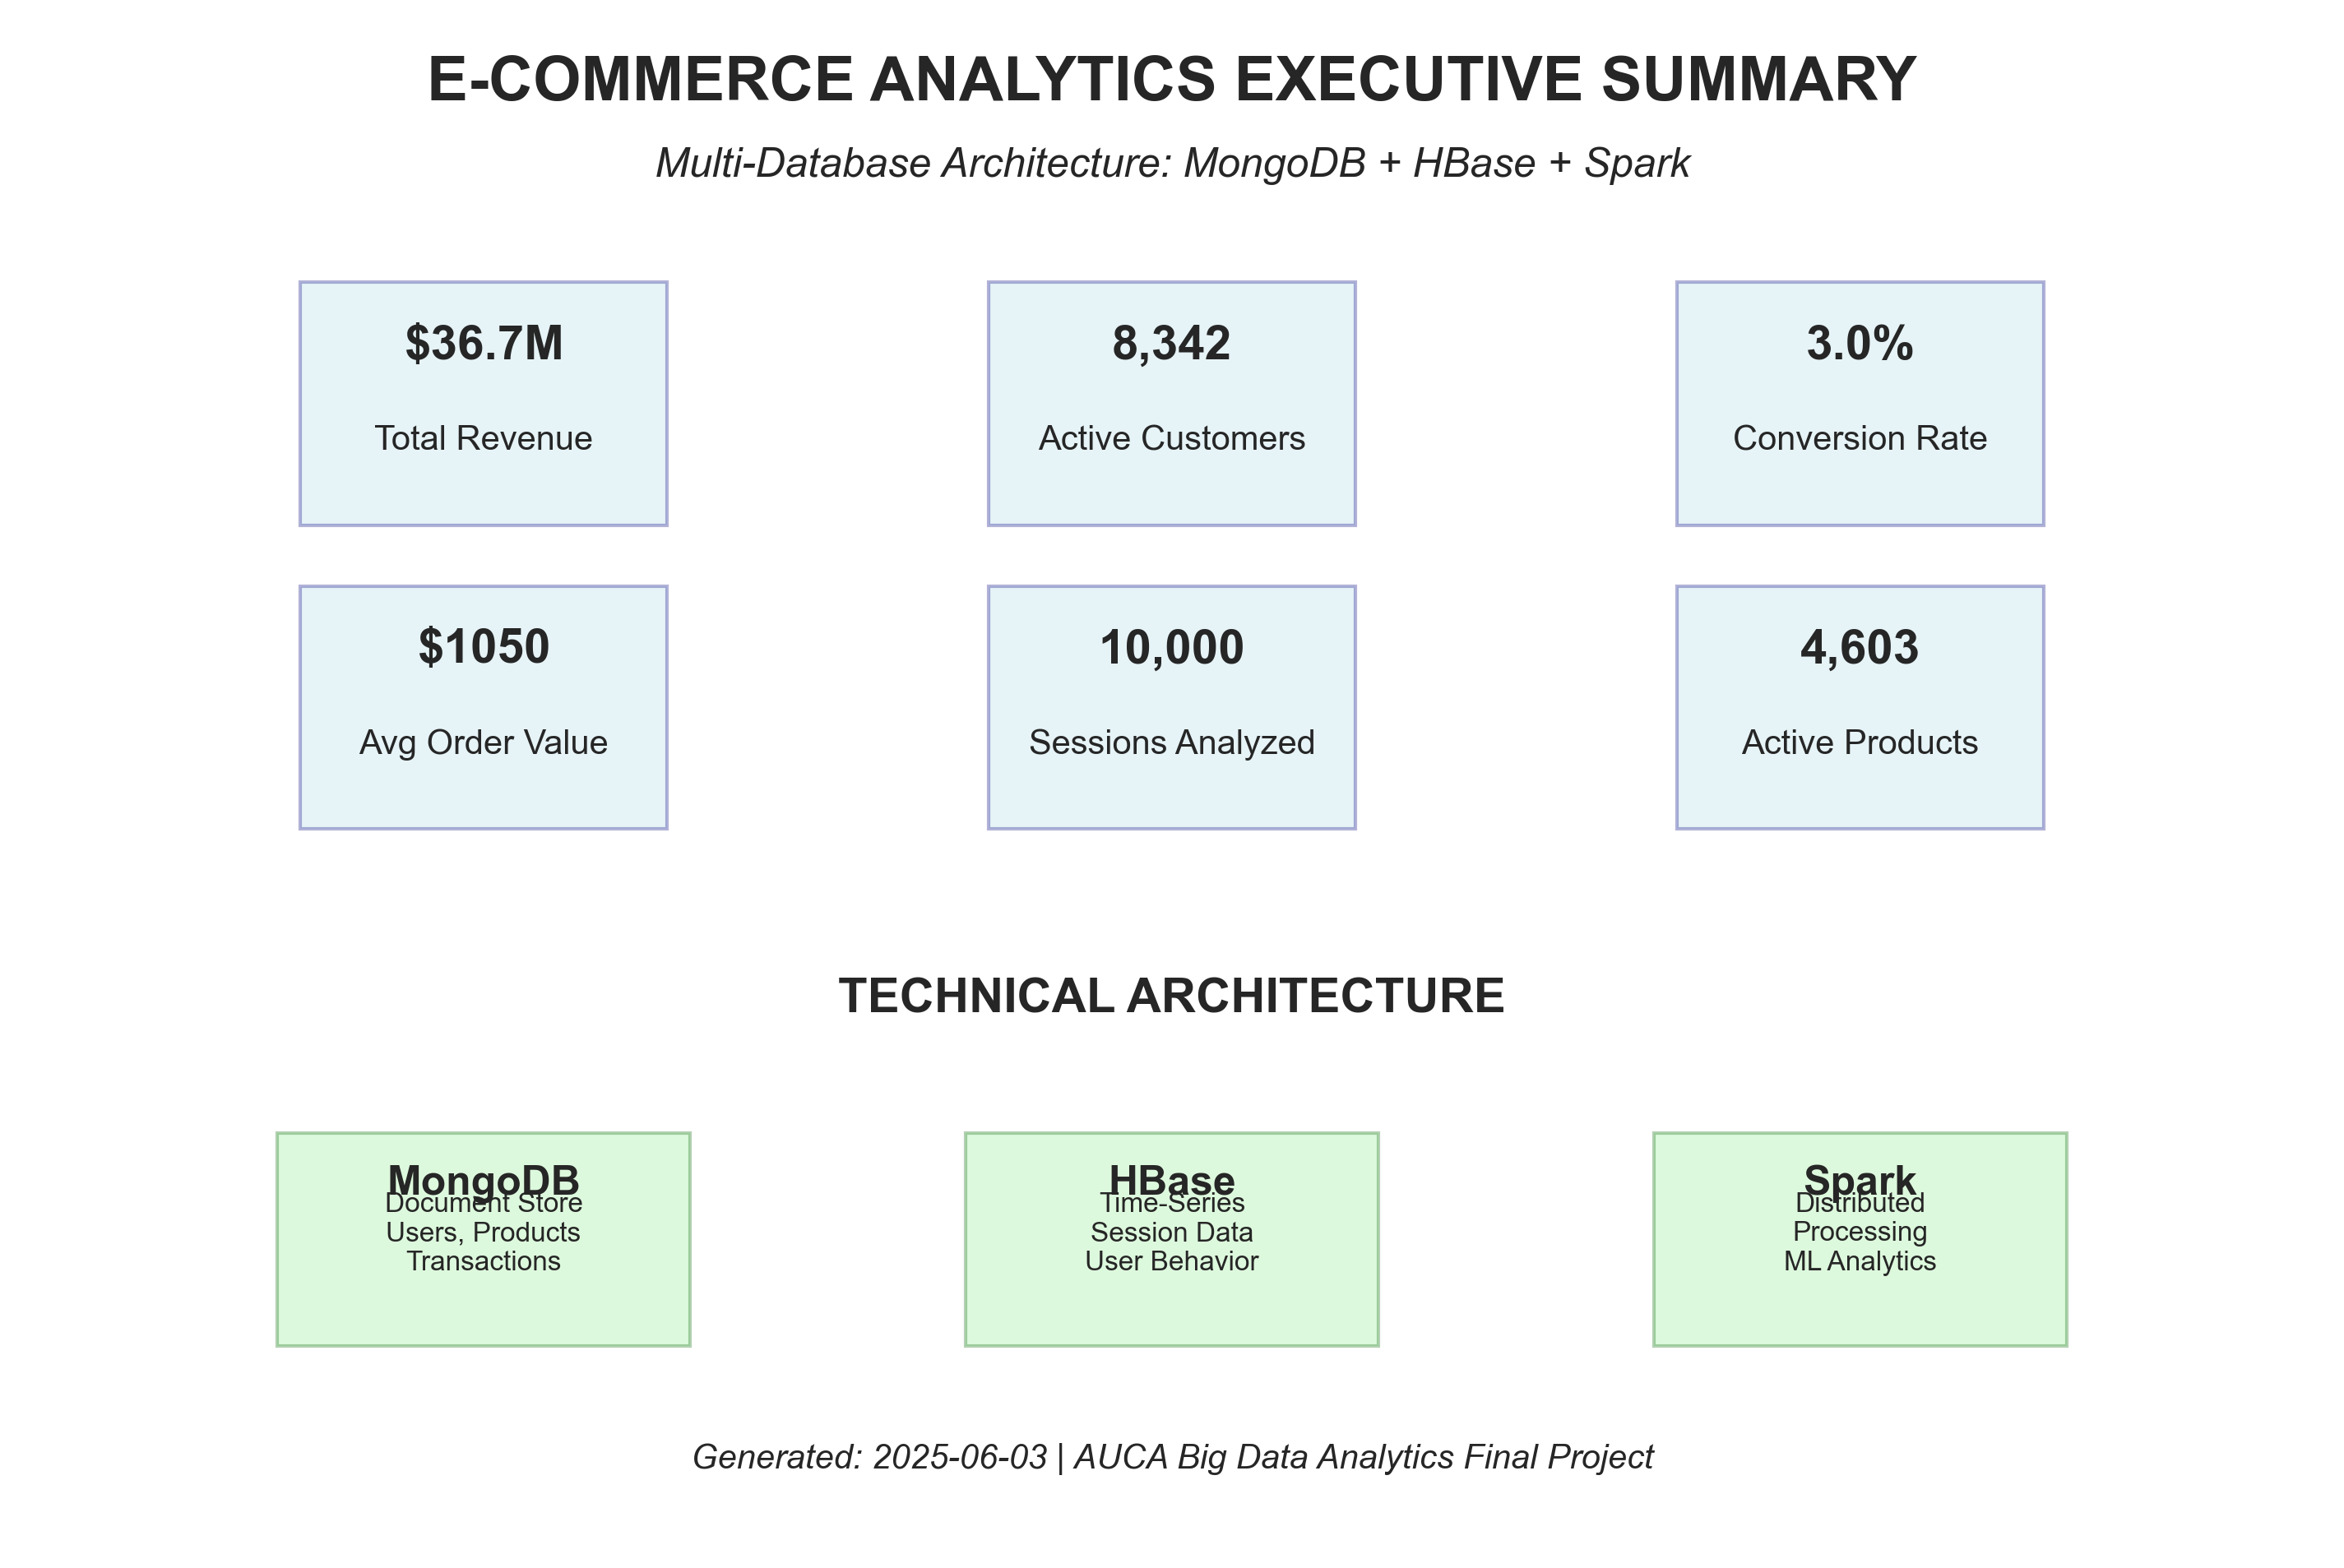 E-COMMERCE ANALYTICS EXECUTIVE SUMMARY
Multi-Database Architecture: MongoDB + HBase + Spark
$36.7M
Total Revenue
8,342
Active Customers
3.0%
Conversion Rate
$1050
Avg Order Value
10,000
Sessions Analyzed
4,603
Active Products
TECHNICAL ARCHITECTURE
MongoDB
Document Store
Users, Products
Transactions
HBase
Time-Series
Session Data
User Behavior
Spark
Distributed
Processing
ML Analytics
Generated: 2025-06-03 | AUCA Big Data Analytics Final Project